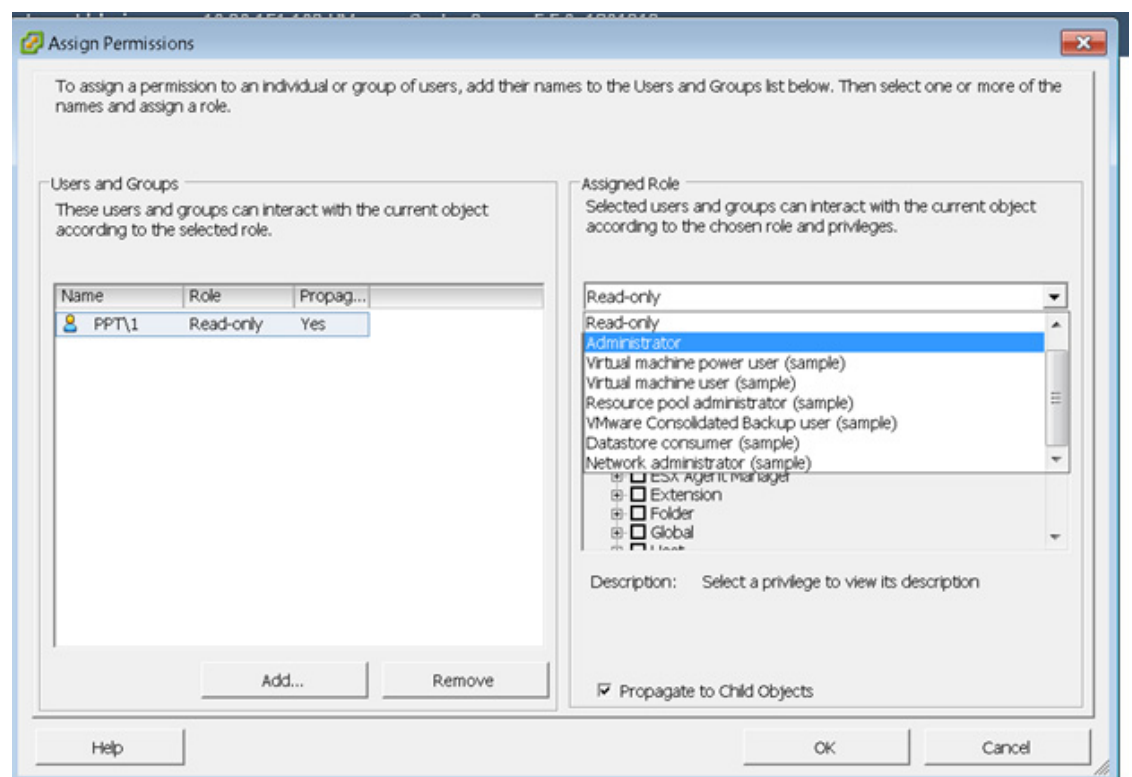 Assign Permissions
To assign a permission to an individual or group of users, add their names to the Users and Groups list below. Then select one or more of the
names and assign a role.
Users and Groups
These users and groups can interact with the current object
according to the selected role.
Name Role Propag...
PPT\1 Read-only Yes
Add... Remove
Assigned Role
Selected users and groups can interact with the current object
according to the chosen role and privileges.
Read-only
Read-only
Administrator
Virtual machine power user (sample)
Virtual machine user (sample)
Resource pool administrator (sample)
VMware Consolidated Backup user (sample)
Datastore consumer (sample)
Network administrator (sample)
ESX Agent Manager
Extension
Folder
Global
Host
Description: Select a privilege to view its description
Propagate to Child Objects
Help OK Cancel